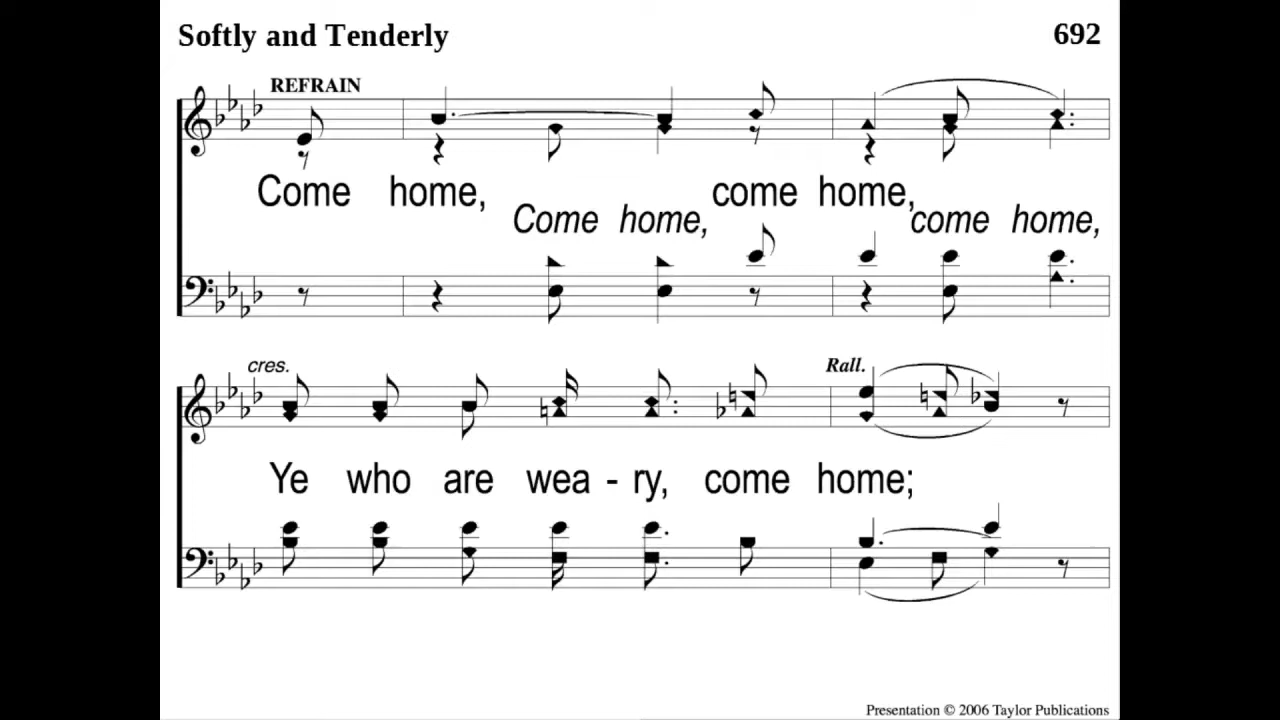 Softly and Tenderly 692
REFRAIN
Come home, come home,
Come home, come home,
cres. Rall.
Ye who are wea - ry, come home;
Presentation © 2006 Taylor Publications